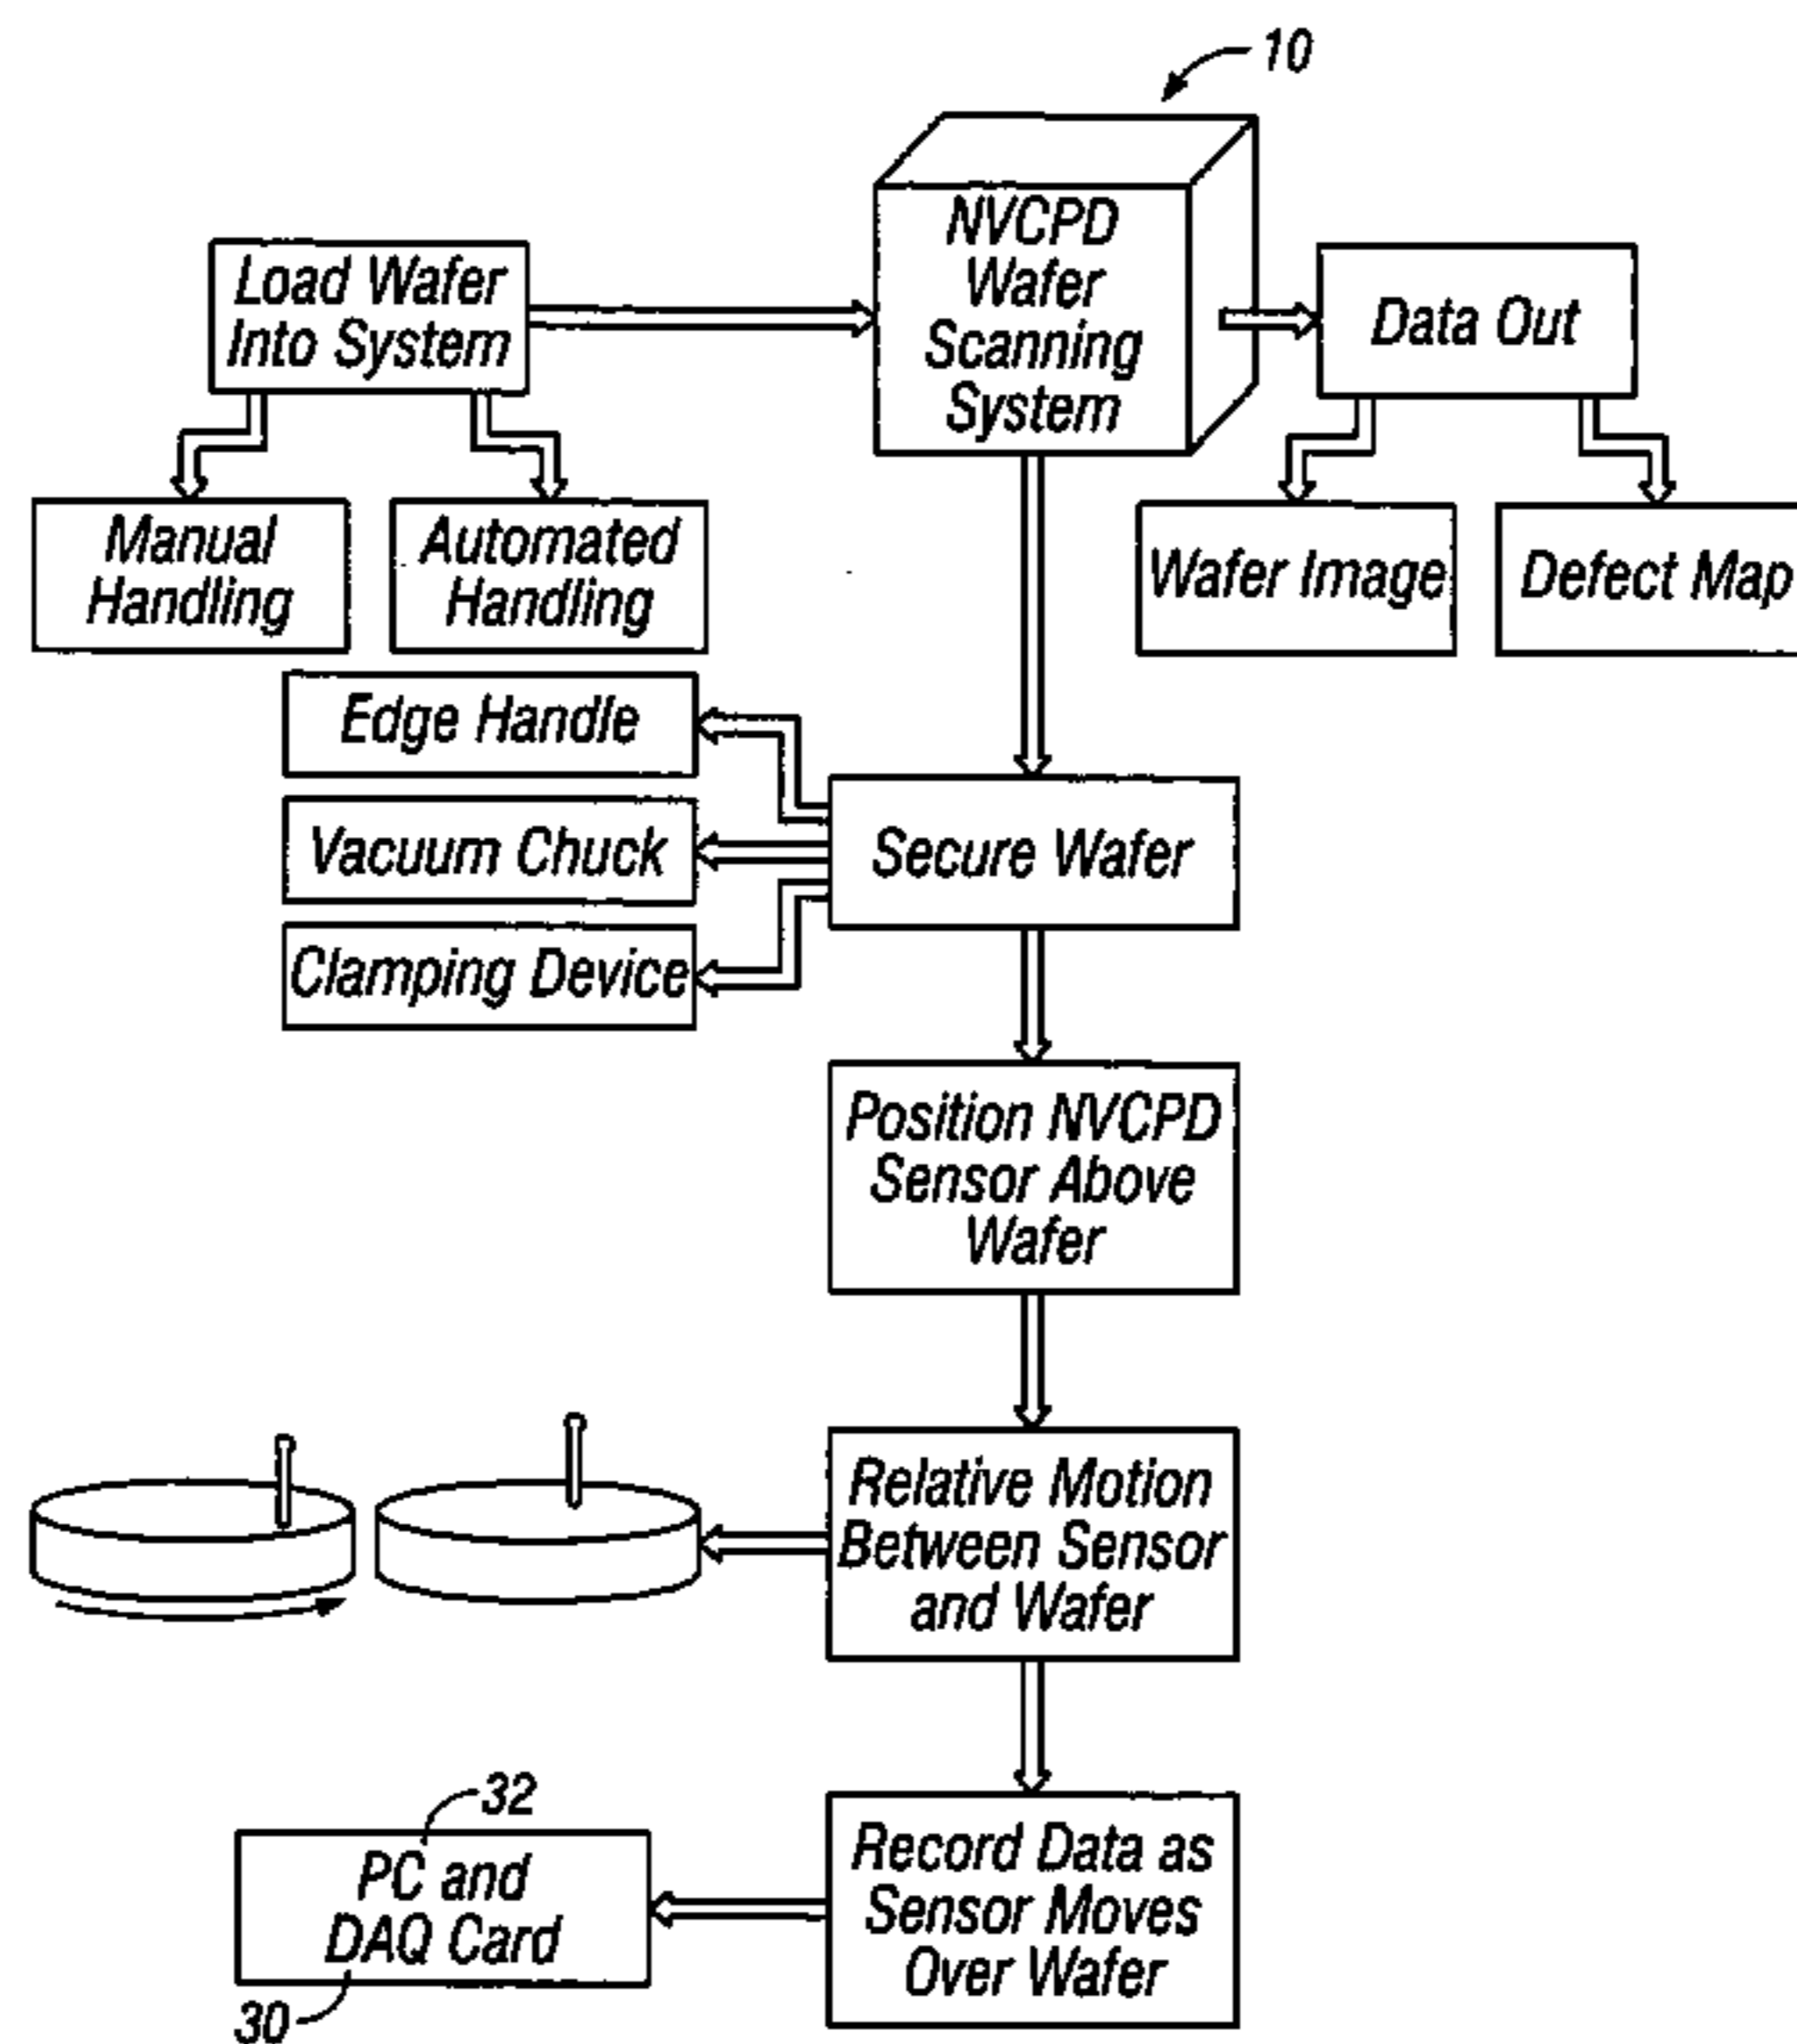 10
NVCPD
Wafer
Scanning
System
Load Wafer
Into System
Data Out
Manual
Handling
Automated
Handling
Wafer Image
Defect Map
Edge Handle
Vacuum Chuck
Clamping Device
Secure Wafer
Position NVCPD
Sensor Above
Wafer
Relative Motion
Between Sensor
and Wafer
32
PC and
DAQ Card
30
Record Data as
Sensor Moves
Over Wafer